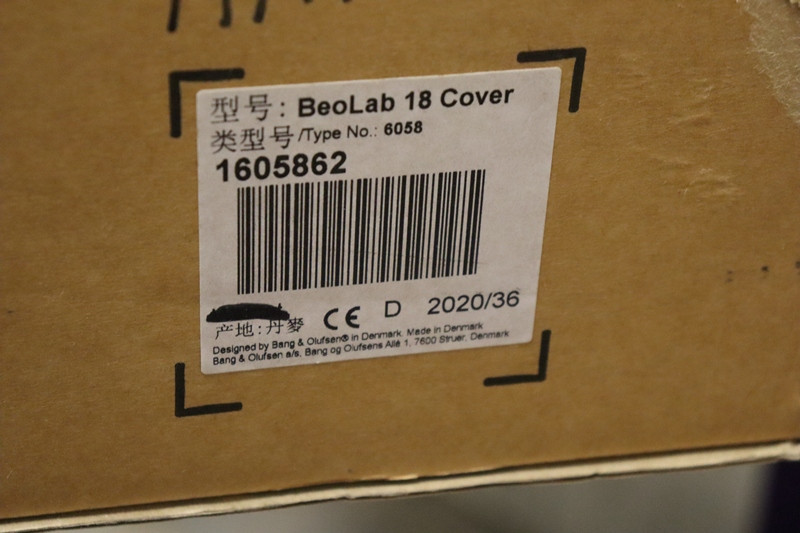 型号: BeoLab 18 Cover
类型号/Type No.: 6058
1605862
产地: 丹麥 CE D 2020/36
Designed by Bang & Olufsen® in Denmark. Made in Denmark
Bang & Olufsen a/s, Bang og Olufsens Allé 1, 7600 Struer, Denmark